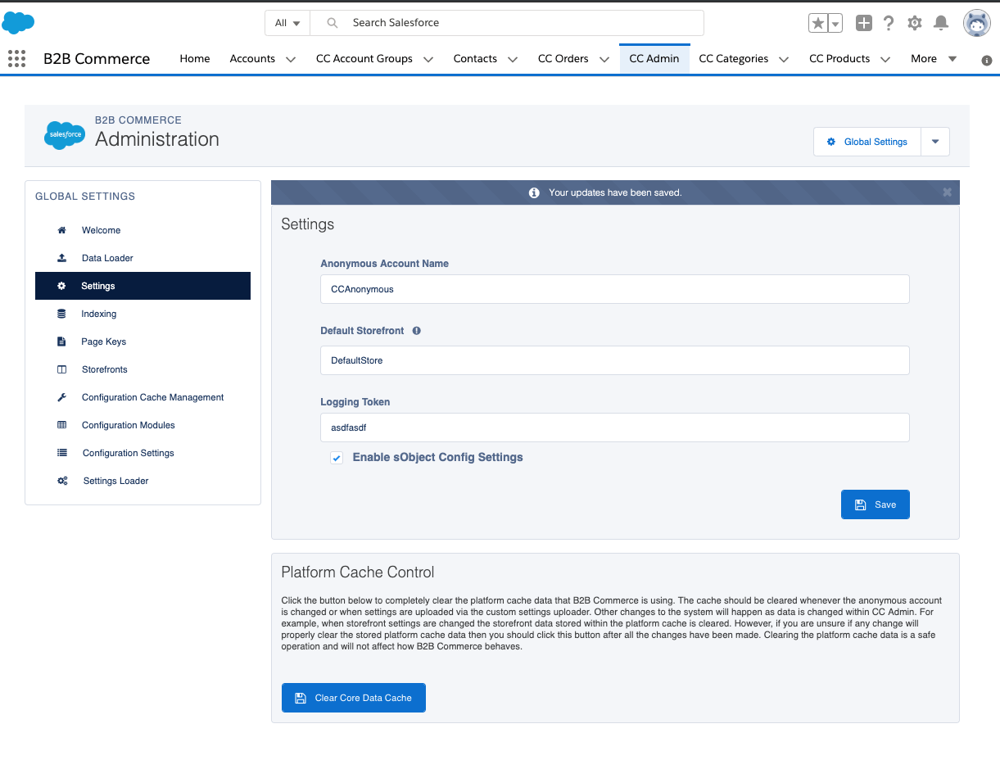 All
Search Salesforce
B2B Commerce
Home
Accounts
CC Account Groups
Contacts
CC Orders
CC Admin
CC Categories
CC Products
More
salesforce
B2B COMMERCE
Administration
Global Settings
GLOBAL SETTINGS
Welcome
Data Loader
Settings
Indexing
Page Keys
Storefronts
Configuration Cache Management
Configuration Modules
Configuration Settings
Settings Loader
Your updates have been saved.
Settings
Anonymous Account Name
CCAnonymous
Default Storefront
DefaultStore
Logging Token
asdfasdf
Enable sObject Config Settings
Save
Platform Cache Control
Click the button below to completely clear the platform cache data that B2B Commerce is using. The cache should be cleared whenever the anonymous account
is changed or when settings are uploaded via the custom settings uploader. Other changes to the system will happen as data is changed within CC Admin. For
example, when storefront settings are changed the storefront data stored within the platform cache is cleared. However, if you are unsure if any change will
properly clear the stored platform cache data then you should click this button after all the changes have been made. Clearing the platform cache data is a safe
operation and will not affect how B2B Commerce behaves.
Clear Core Data Cache